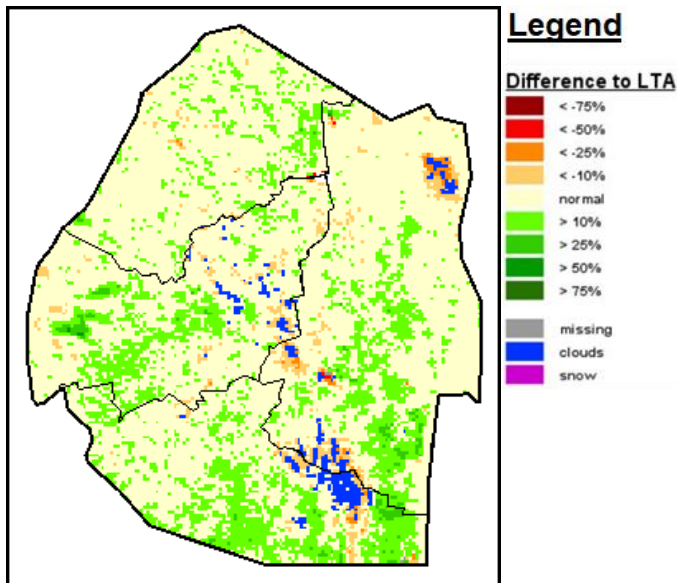 Legend
Difference to LTA
< -75%
< -50%
< -25%
< -10%
normal
> 10%
> 25%
> 50%
> 75%
missing
clouds
snow